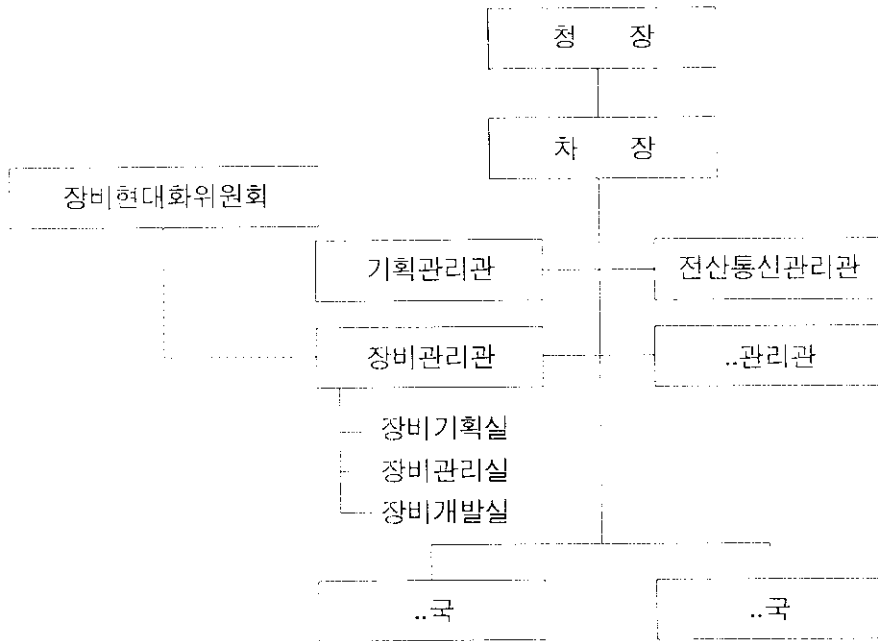 청 장
차 장
장비현대화위원회
기획관리관
전산통신관리관
장비관리관
..관리관
장비기획실
장비관리실
장비개발실
..국
..국